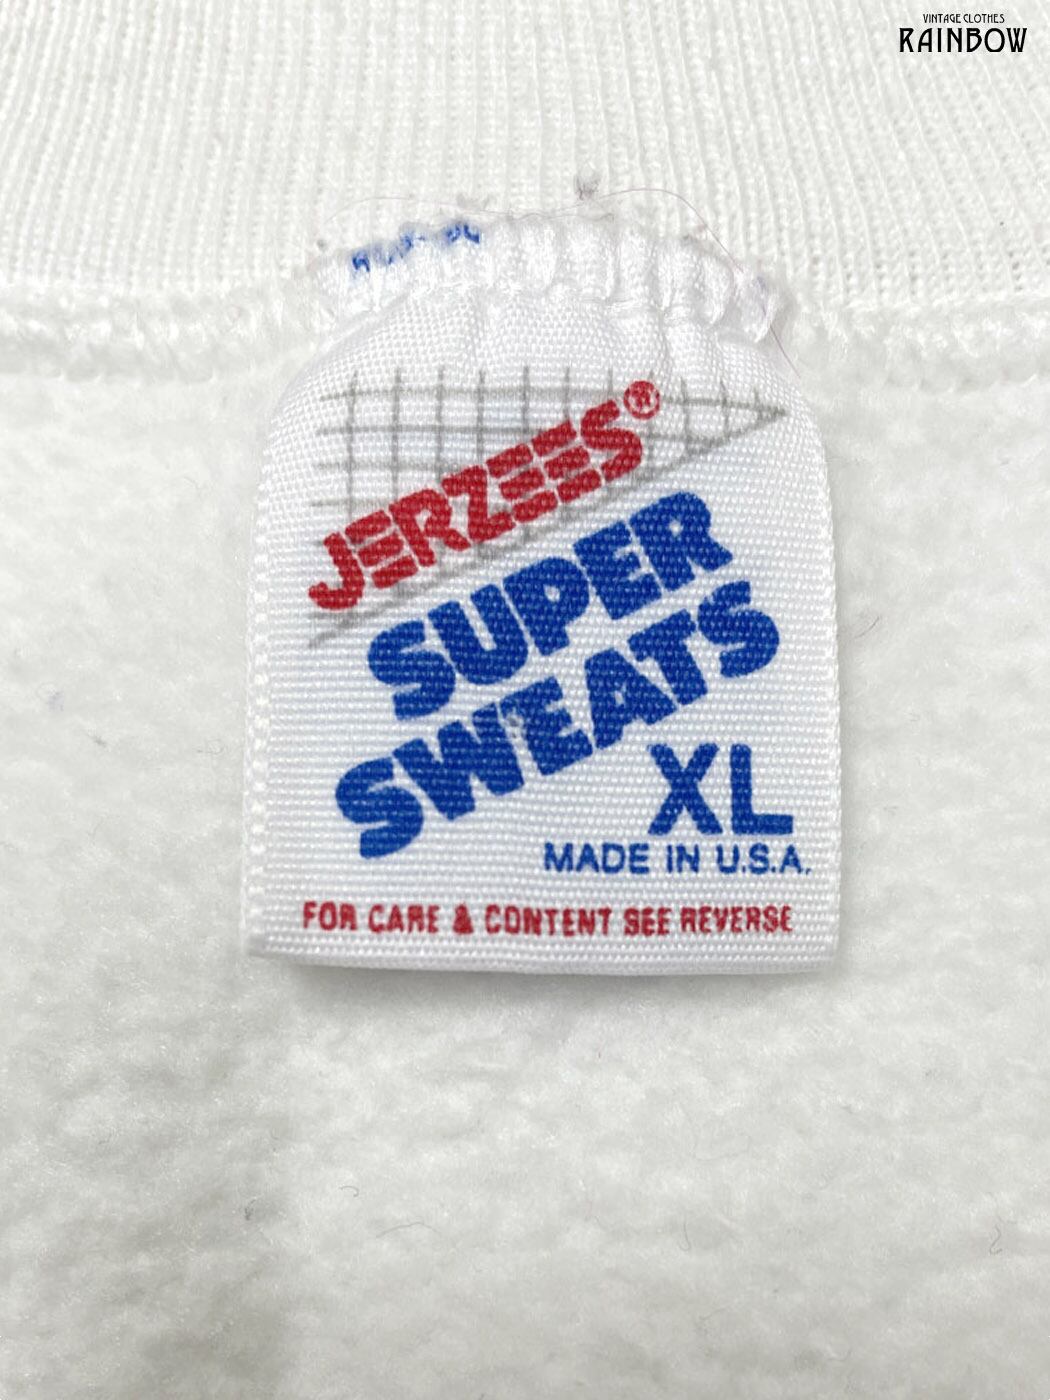 VINTAGE CLOTHES
RAINBOW
JERZEES®
SUPER
SWEATS
XL
MADE IN U.S.A.
FOR CARE & CONTENT SEE REVERSE